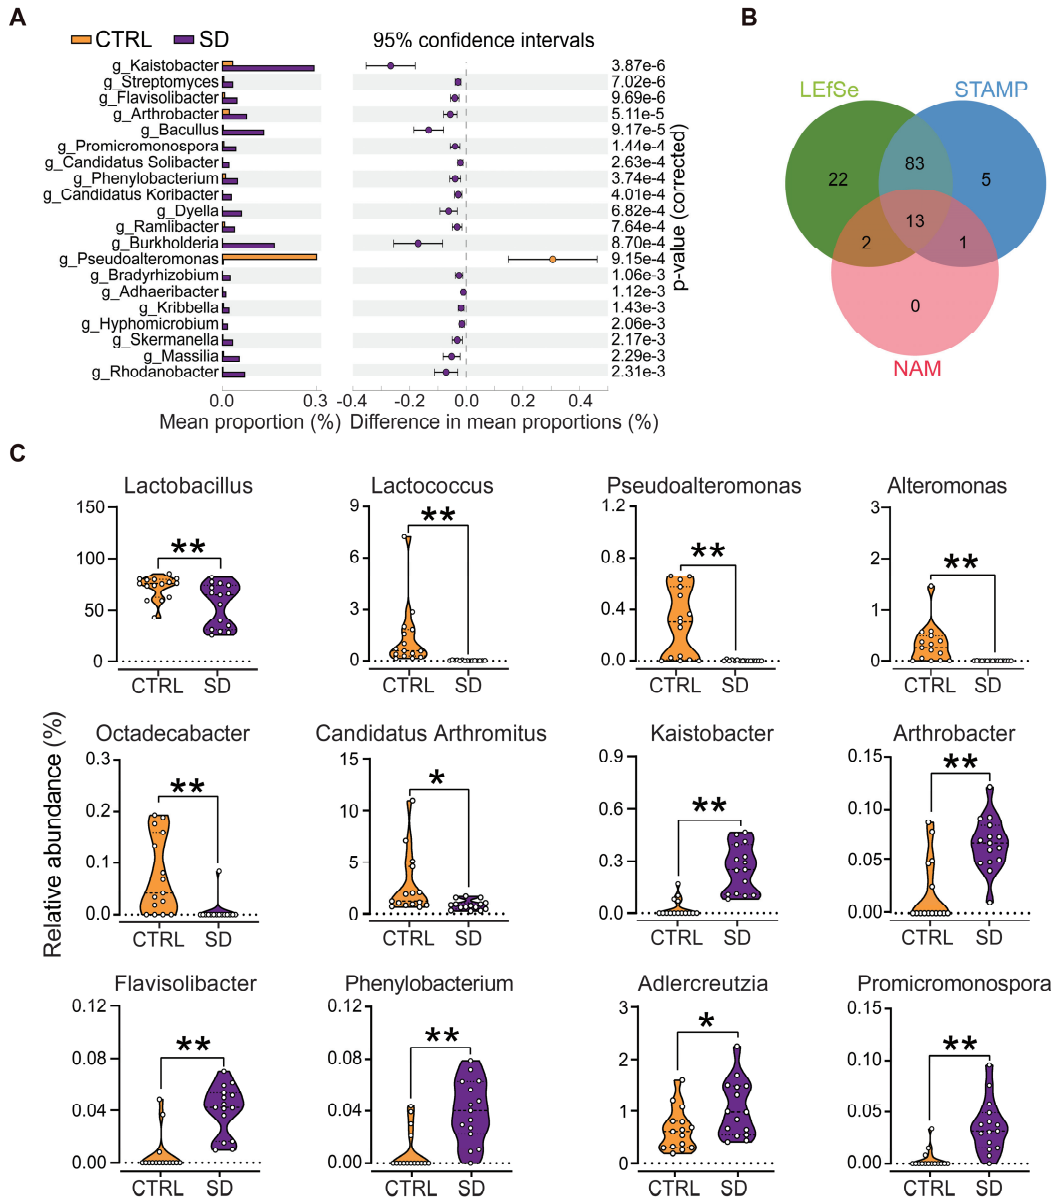 A
CTRL SD 95% confidence intervals
g_Kaistobacter 3.87e-6
g_Streptomyces 7.02e-6
g_Flavisolibacter 9.69e-6
g_Arthrobacter 5.11e-5
g_Bacullus 9.17e-5
g_Promicromonospora 1.44e-4
g_Candidatus Solibacter 2.63e-4
g_Phenylobacterium 3.74e-4
g_Candidatus Koribacter 4.01e-4
g_Dyella 6.82e-4
g_Ramlibacter 7.64e-4
g_Burkholderia 8.70e-4
g_Pseudoalteromonas 9.15e-4
g_Bradyrhizobium 1.06e-3
g_Adhaeribacter 1.12e-3
g_Kribbella 1.43e-3
g_Hyphomicrobium 2.06e-3
g_Skermanella 2.17e-3
g_Massilia 2.29e-3
g_Rhodanobacter 2.31e-3
p-value (corrected)
0.0 0.3 -0.4 -0.2 0.0 0.2 0.4
Mean proportion (%) Difference in mean proportions (%)
B
LEfSe STAMP
22 83 5
13
2 1
0
NAM
C
Relative abundance (%)
Lactobacillus Lactococcus Pseudoalteromonas Alteromonas
150 100 50 0 ** CTRL SD
9 6 3 0 ** CTRL SD
1.2 0.8 0.4 0.0 ** CTRL SD
3 2 1 0 ** CTRL SD
Octadecabacter Candidatus Arthromitus Kaistobacter Arthrobacter
0.3 0.2 0.1 0.0 ** CTRL SD
15 10 5 0 * CTRL SD
0.9 0.6 0.3 0.0 ** CTRL SD
0.15 0.10 0.05 0.00 ** CTRL SD
Flavisolibacter Phenylobacterium Adlercreutzia Promicromonospora
0.12 0.08 0.04 0.00 ** CTRL SD
0.12 0.08 0.04 0.00 ** CTRL SD
3 2 1 0 * CTRL SD
0.15 0.10 0.05 0.00 ** CTRL SD